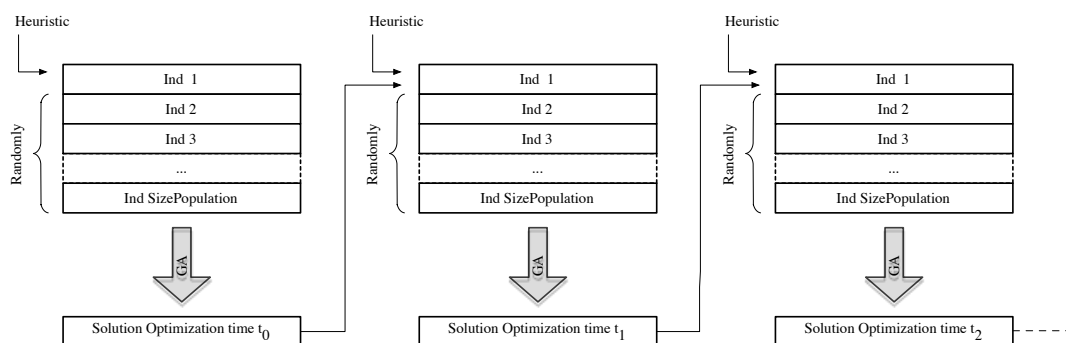 Heuristic
Ind 1
Ind 2
Ind 3
...
Ind SizePopulation
Randomly
GA
Solution Optimization time t0
Heuristic
Ind 1
Ind 2
Ind 3
...
Ind SizePopulation
Randomly
GA
Solution Optimization time t1
Heuristic
Ind 1
Ind 2
Ind 3
...
Ind SizePopulation
Randomly
GA
Solution Optimization time t2